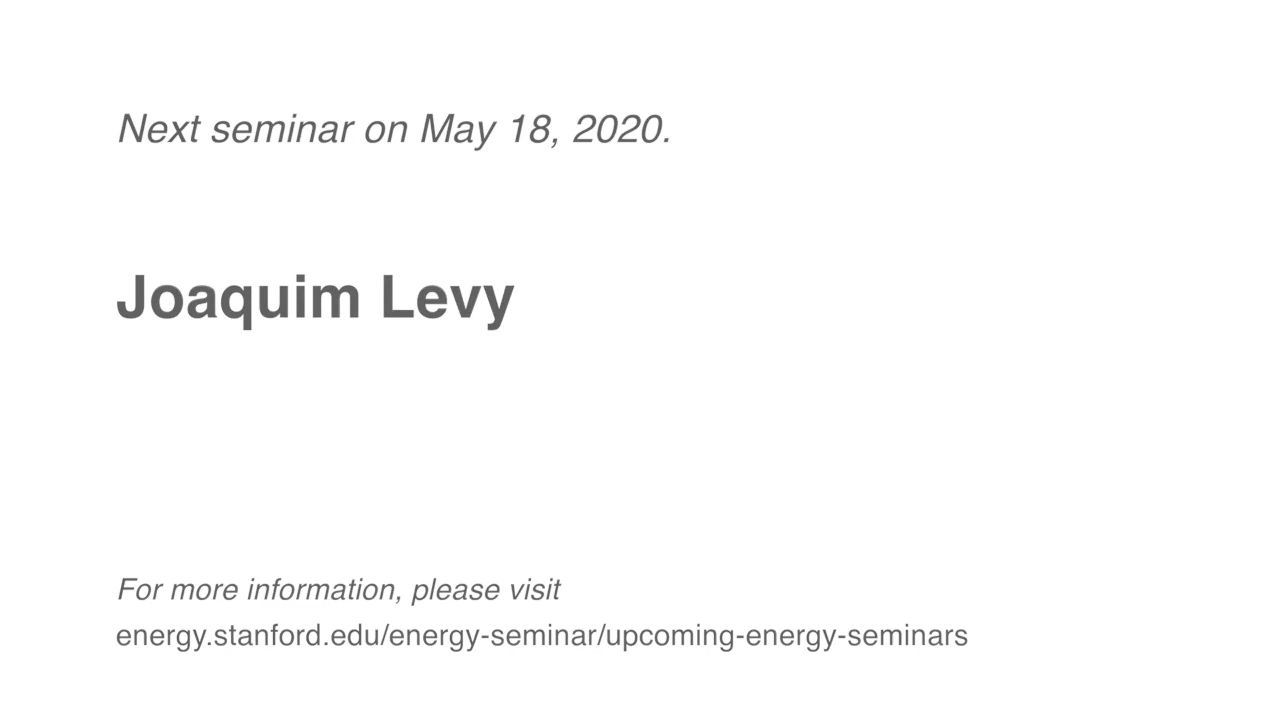 Next seminar on May 18, 2020.
Joaquim Levy
For more information, please visit
energy.stanford.edu/energy-seminar/upcoming-energy-seminars